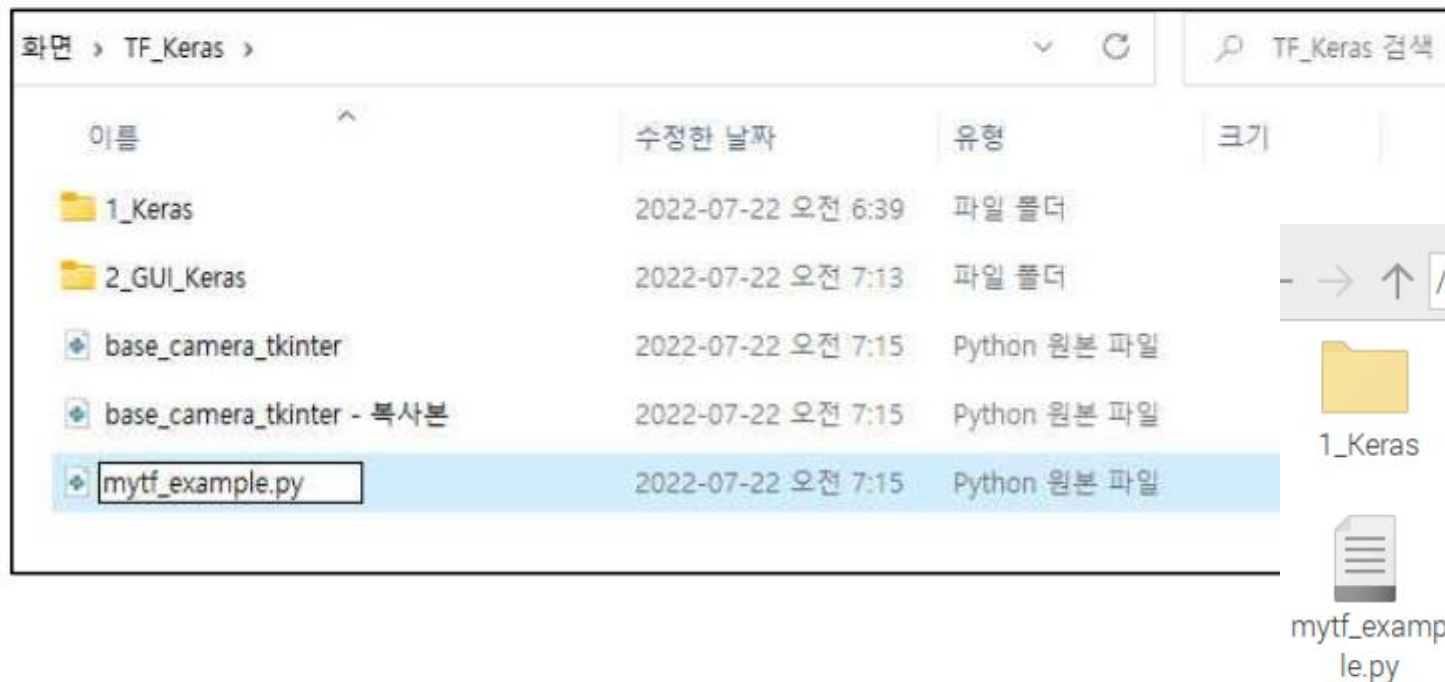 화면 › TF_Keras ›
TF_Keras 검색
이름 수정한 날짜 유형 크기
1_Keras 2022-07-22 오전 6:39 파일 폴더
2_GUI_Keras 2022-07-22 오전 7:13 파일 폴더
base_camera_tkinter 2022-07-22 오전 7:15 Python 원본 파일
base_camera_tkinter - 복사본 2022-07-22 오전 7:15 Python 원본 파일
mytf_example.py 2022-07-22 오전 7:15 Python 원본 파일
/
1_Keras
mytf_examp
le.py